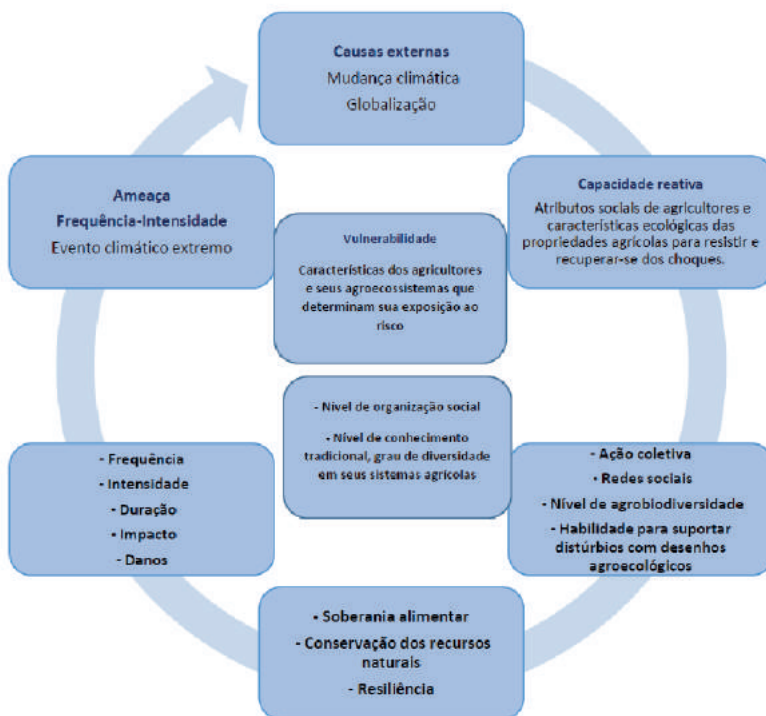 Causas externas
Mudança climática
Globalização
Ameaça
Frequência-Intensidade
Evento climático extremo
Vulnerabilidade
Características dos agricultores
e seus agroecossistemas que
determinam sua exposição ao
risco
Capacidade reativa
Atributos sociais de agricultores e
características ecológicas das
propriedades agrícolas para resistir e
recuperar-se dos choques.
- Frequência
- Intensidade
- Duração
- Impacto
- Danos
- Nível de organização social
- Nível de conhecimento
tradicional, grau de diversidade
em seus sistemas agrícolas
- Ação coletiva
- Redes sociais
- Nível de agrobiodiversidade
- Habilidade para suportar
distúrbios com desenhos
agroecológicos
- Soberania alimentar
- Conservação dos recursos
naturais
- Resiliência